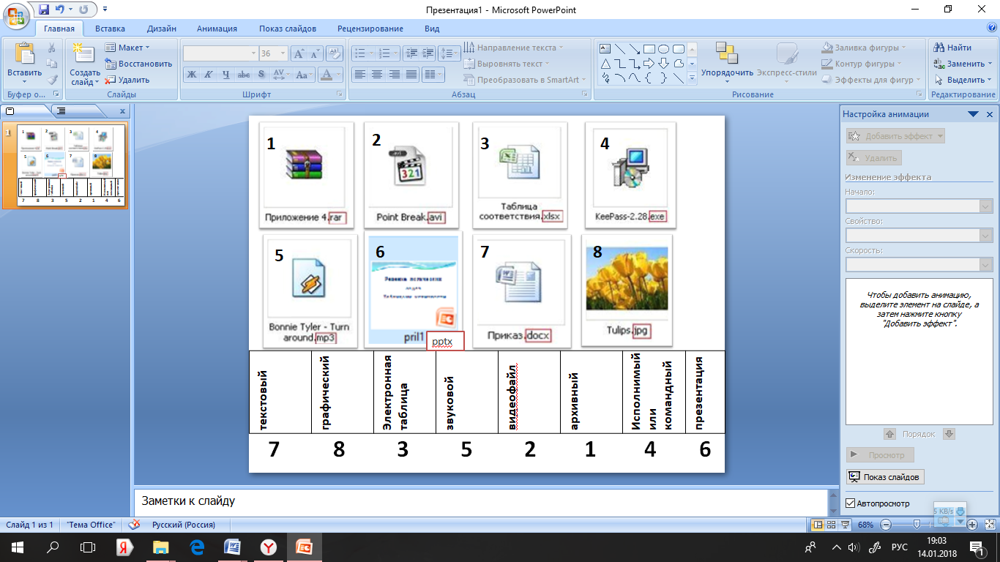 Презентация1 - Microsoft PowerPoint
Главная Вставка Дизайн Анимация Показ слайдов Рецензирование Вид
Вставить
Буфер о...
Создать слайд
Макет
Восстановить
Удалить
Слайды
36
Ж К Ч abc S AV Aa A
Шрифт
Направление текста
Выровнять текст
Преобразовать в SmartArt
Абзац
Упорядочить
Экспресс-стили
Заливка фигуры
Контур фигуры
Эффекты для фигур
Рисование
Найти
Заменить
Выделить
Редактирование
1
1
Приложение 4.rar
2
321
Point Break.avi
3
Таблица
соответствия.xlsx
4
KeePass-2.28.exe
5
Bonnie Tyler - Turn
around.mp3
6
pril1
pptx
7
Приказ.docx
8
Tulips.jpg
текстовый
графический
Электронная
таблица
звуковой
видеофайл
архивный
Исполнимый
или
командный
презентация
7 8 3 5 2 1 4 6
Настройка анимации
Добавить эффект
Удалить
Изменение эффекта
Начало:
Свойство:
Скорость:
Чтобы добавить анимацию,
выделите элемент на слайде, а
затем нажмите кнопку
"Добавить эффект".
Порядок
Просмотр
Показ слайдов
Автопросмотр
5 KB/s
Заметки к слайду
Слайд 1 из 1 "Тема Office" Русский (Россия) 68%
РУС
19:03
14.01.2018
1